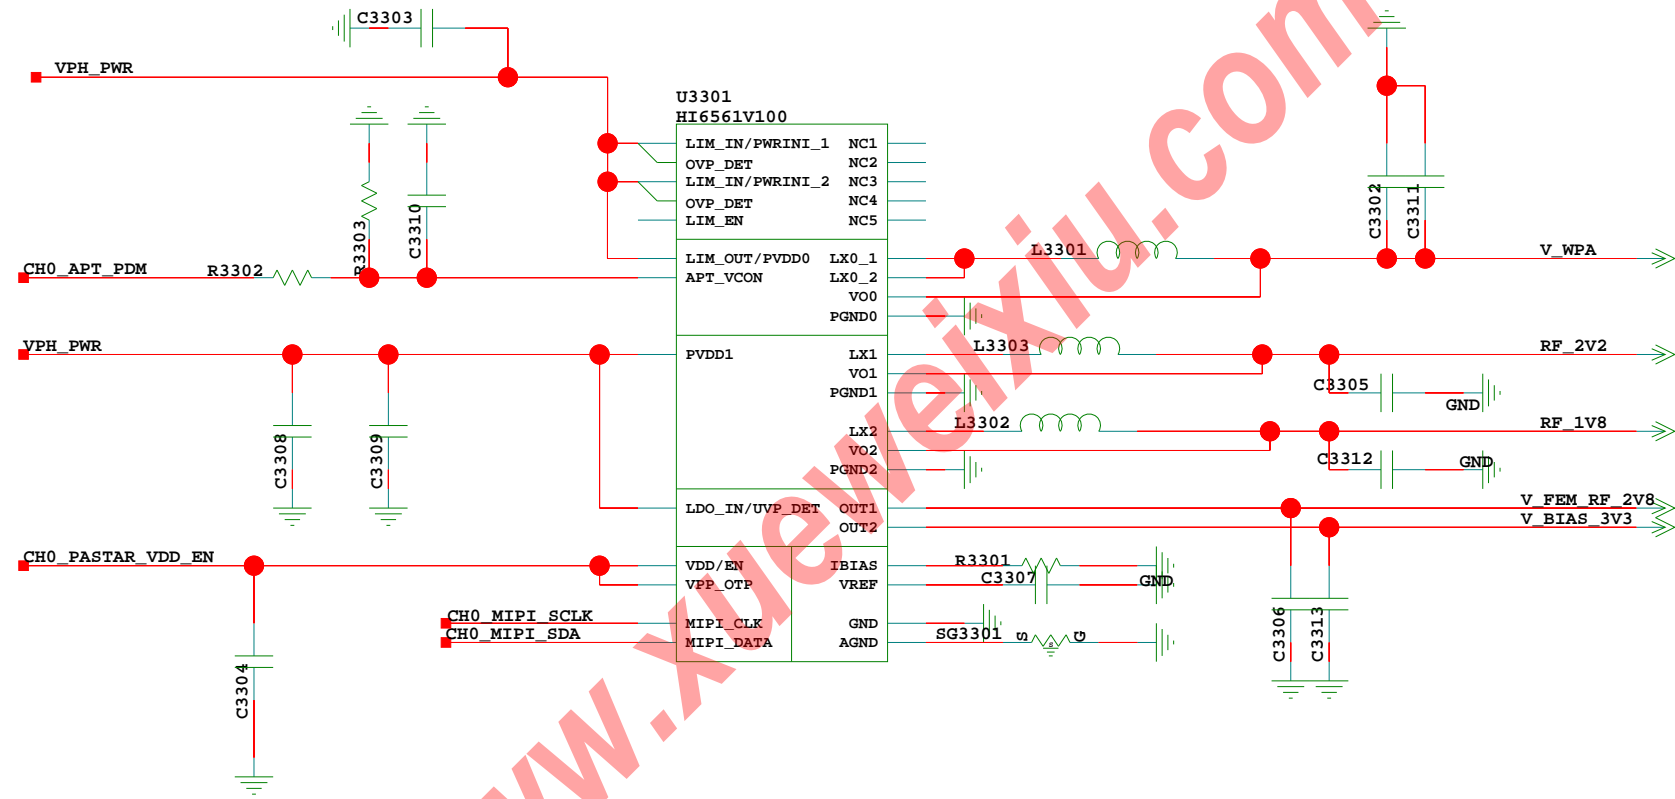 C3303
VPH_PWR
U3301
HI6561V100
LIM_IN/PWRINI_1 NC1
OVP_DET NC2
LIM_IN/PWRINI_2 NC3
OVP_DET NC4
LIM_EN NC5
C3302
C3311
R3303
C3310
L3301
V_WPA
CH0_APT_PDM
R3302
LIM_OUT/PVDD0 LX0_1
APT_VCON LX0_2
VO0
PGND0
VPH_PWR
PVDD1 LX1
L3303
RF_2V2
VO1
PGND1
C3305
GND
L3302
LX2
RF_1V8
VO2
C3312
GND
PGND2
C3308
C3309
LDO_IN/UVP_DET OUT1
V_FEM_RF_2V8
OUT2
V_BIAS_3V3
CH0_PASTAR_VDD_EN
VDD/EN IBIAS
R3301
VPP_OTP VREF
C3307
GND
CH0_MIPI_SCLK
MIPI_CLK GND
CH0_MIPI_SDA
MIPI_DATA AGND
SG3301
S
S
G
C3306
C3313
C3304
www.xueweixiu.com